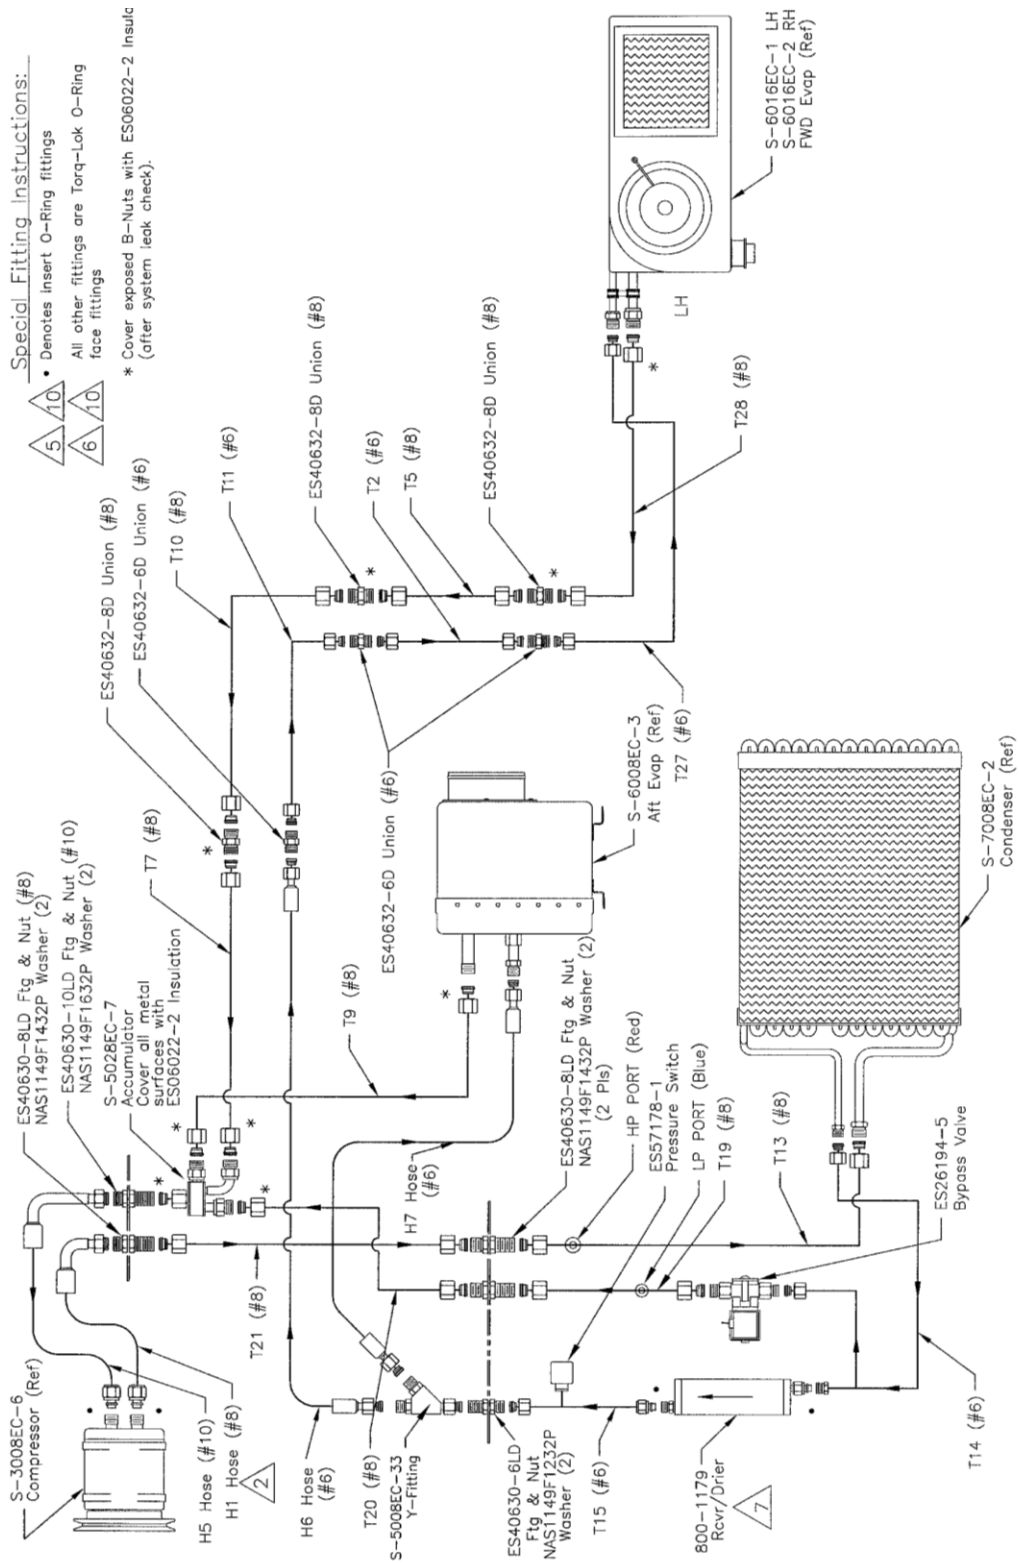 Special Fitting Instructions:
5
10
• Denotes Insert O-Ring fittings
6
10
All other fittings are Torq-Lok O-Ring
face fittings
* Cover exposed B-Nuts with ES06022-2
(after system leak check).
S-3008EC-6
Compressor (Ref)
H5 Hose (#10)
H1 Hose (#8)
2
ES40630-8LD Ftg & Nut (#8)
NAS1149F1432P Washer (2)
ES40630-10LD Ftg & Nut (#10)
NAS1149F1632P Washer (2)
S-5028EC-7
Accumulator
Cover all metal
surfaces with
ES06022-2 Insulation
T7 (#8)
ES40632-8D Union (#8)
ES40632-6D Union (#6)
T10 (#8)
T11 (#6)
ES40632-8D Union (#8)
T2 (#6)
T5 (#8)
ES40632-8D Union (#8)
T28 (#8)
LH
S-6016EC-1 LH
S-6016EC-2 RH
FWD Evap (Ref)
T21 (#8)
T9 (#8)
ES40632-6D Union (#6)
S-6008EC-3
Aft Evap (Ref)
T27 (#6)
H6 Hose
(#6)
T20 (#8)
H7 Hose
(#6)
S-5008EC-33
Y-Fitting
ES40630-6LD
Ftg & Nut
NAS1149F1232P
Washer (2)
ES40630-8LD Ftg & Nut
NAS1149F1432P Washer (2)
(2 Pls)
HP PORT (Red)
ES57178-1
Pressure Switch
LP PORT (Blue)
T19 (#8)
T13 (#8)
S-7008EC-2
Condenser (Ref)
T15 (#6)
800-1179
Rcvr/Drier
7
ES26194-5
Bypass Valve
T14 (#6)